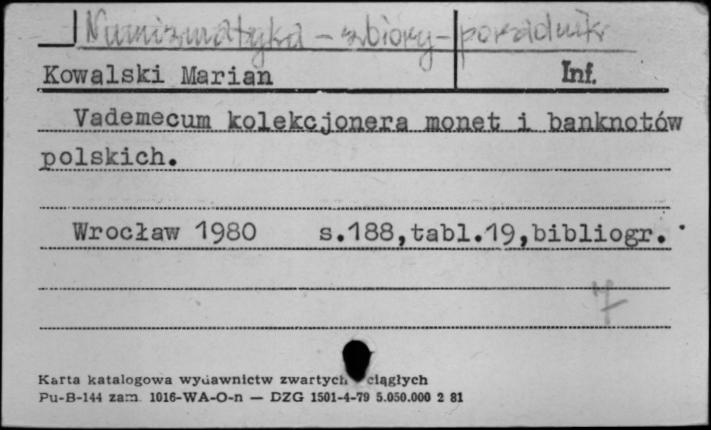 Numizmatyka - zbiory - poradnik
Kowalski Marian Inf.
Vademecum kolekcjonera monet i banknotów
polskich.
Wrocław 1980 s.188,tabl.19,bibliogr.
7
Karta katalogowa wydawnictw zwartych ciągłych
Pu-B-144 zam. 1016-WA-O-n — DZG 1501-4-79 5.050.000 2 81